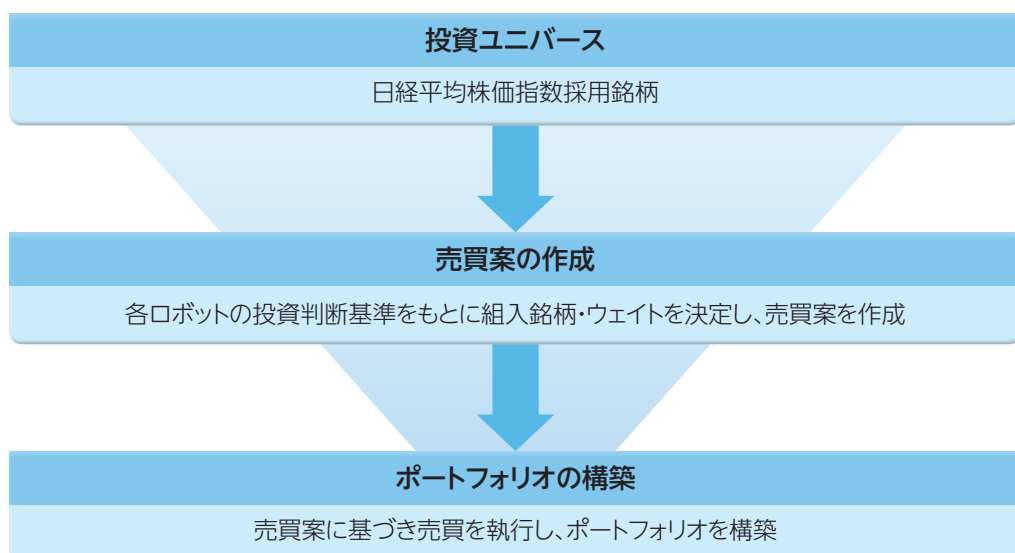 投資ユニバース
日経平均株価指数採用銘柄
売買案の作成
各ロボットの投資判断基準をもとに組入銘柄・ウェイトを決定し、売買案を作成
ポートフォリオの構築
売買案に基づき売買を執行し、ポートフォリオを構築